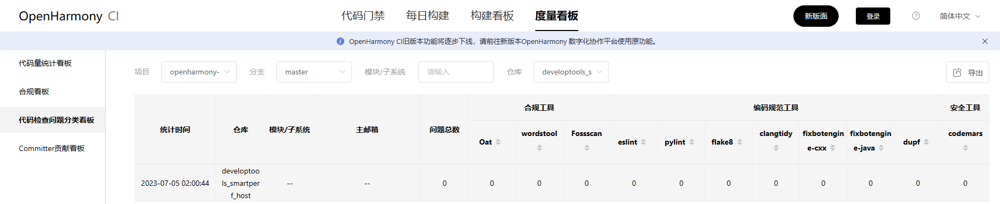 OpenHarmony CI
代码门禁 每日构建 构建看板 度量看板
新版面 登录 简体中文
OpenHarmony CI旧版本功能将逐步下线，请前往新版本OpenHarmony 数字化协作平台使用原功能。
代码量统计看板
合规看板
代码检查问题分类看板
Committer贡献看板
项目 openharmony- 分支 master 模块/子系统 请输入 仓库 developtools_s 导出
合规工具 编码规范工具 安全工具
统计时间 仓库 模块/子系统 主邮箱 问题总数
Oat wordstool Fossscan eslint pylint flake8 clangtidy fixbotengin
e-cxx fixbotengin
e-java dupf codemars
2023-07-05 02:00:44 developtoo
ls_smartper
f_host -- -- 0 0 0 0 0 0 0 0 0 0 0 0